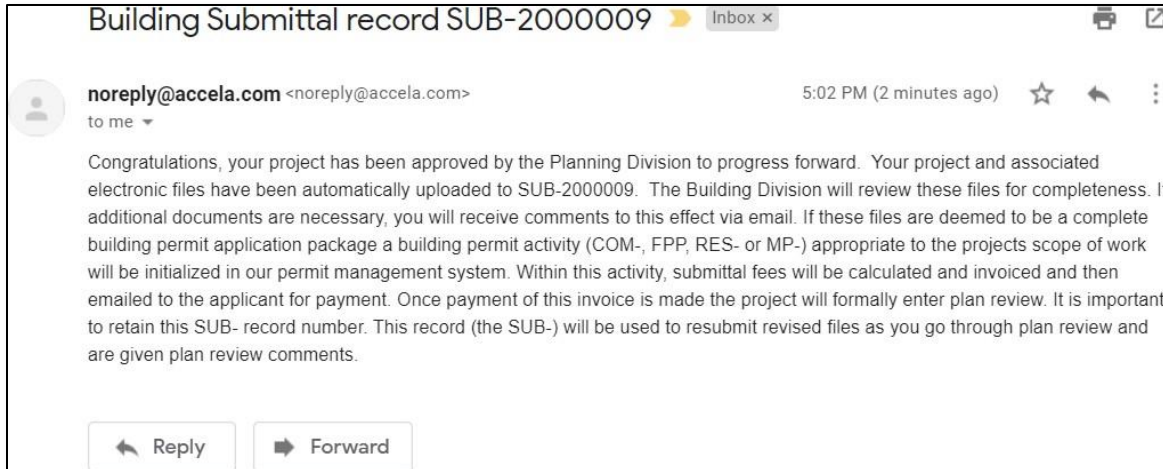 Building Submittal record SUB-2000009 Inbox ×
noreply@accela.com <noreply@accela.com> 5:02 PM (2 minutes ago)
to me
Congratulations, your project has been approved by the Planning Division to progress forward. Your project and associated
electronic files have been automatically uploaded to SUB-2000009. The Building Division will review these files for completeness.
additional documents are necessary, you will receive comments to this effect via email. If these files are deemed to be a complete
building permit application package a building permit activity (COM-, FPP, RES- or MP-) appropriate to the projects scope of work
will be initialized in our permit management system. Within this activity, submittal fees will be calculated and invoiced and then
emailed to the applicant for payment. Once payment of this invoice is made the project will formally enter plan review. It is important
to retain this SUB- record number. This record (the SUB-) will be used to resubmit revised files as you go through plan review and
are given plan review comments.
Reply
Forward